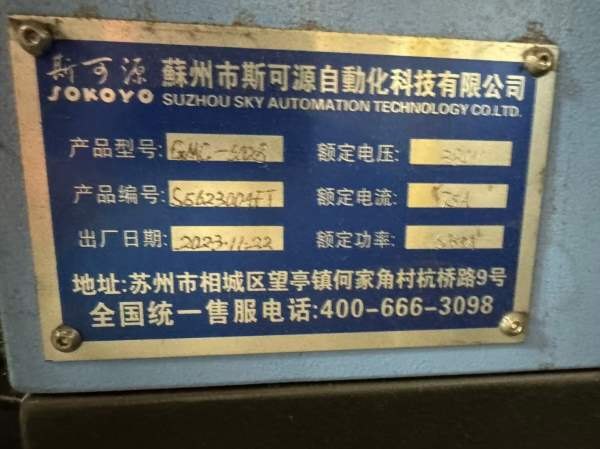 斯可源 蘇州市斯可源自動化科技有限公司
SOKOYO SUZHOU SKY AUTOMATION TECHNOLOGY CO.LTD.
产品型号: 额定电压:
产品编号: 额定电流: 75A
出厂日期: 2023.11.22 额定功率:
地址:苏州市相城区望亭镇何家角村杭桥路9号
全国统一售服电话:400-666-3098